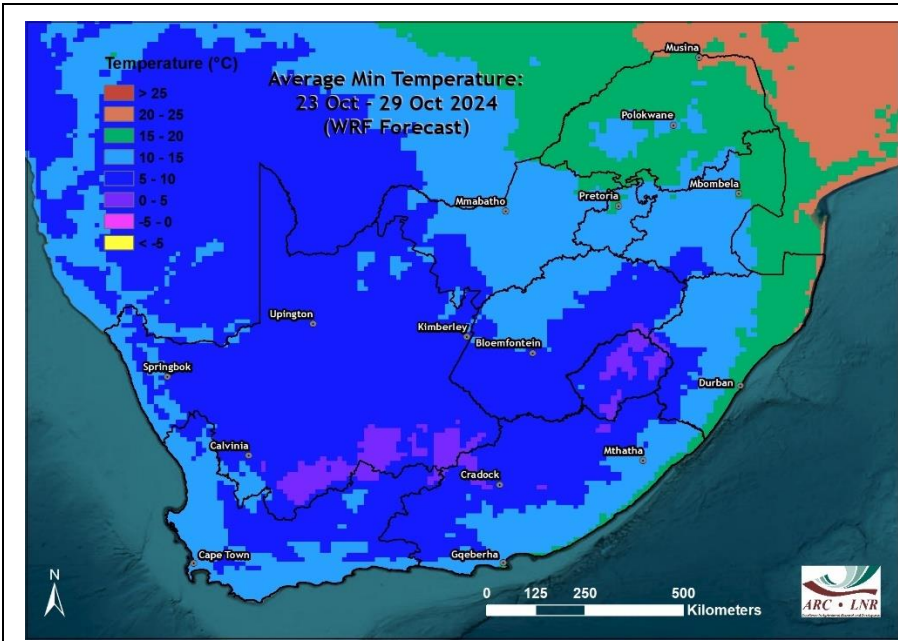 Temperature (°C)
> 25
20 - 25
15 - 20
10 - 15
5 - 10
0 - 5
-5 - 0
< -5
Average Min Temperature:
23 Oct - 29 Oct 2024
(WRF Forecast)
Musina
Polokwane
Mbombela
Pretoria
Mmabatho
Upington
Kimberley
Bloemfontein
Springbok
Durban
Calvinia
Mthatha
Cradock
Cape Town
Gqeberha
N
0 125 250 500
Kilometers
ARC • LNR